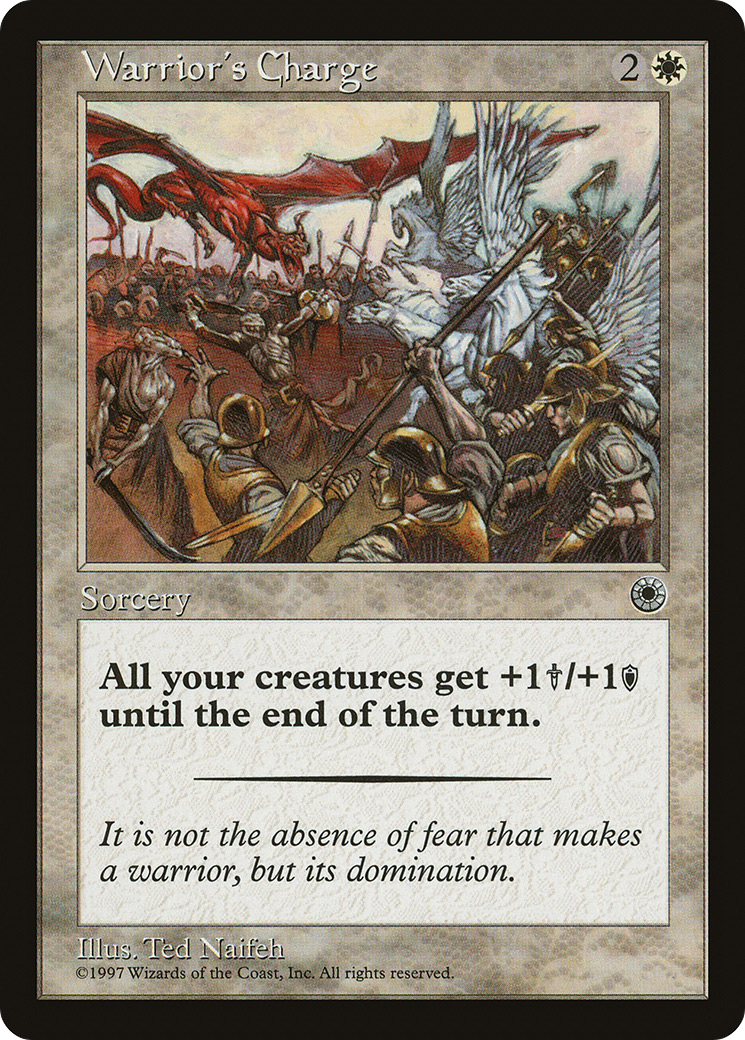 Warrior's Charge
2
Sorcery
All your creatures get +1/+1
until the end of the turn.
It is not the absence of fear that makes
a warrior, but its domination.
Illus. Ted Naifeh
©1997 Wizards of the Coast, Inc. All rights reserved.